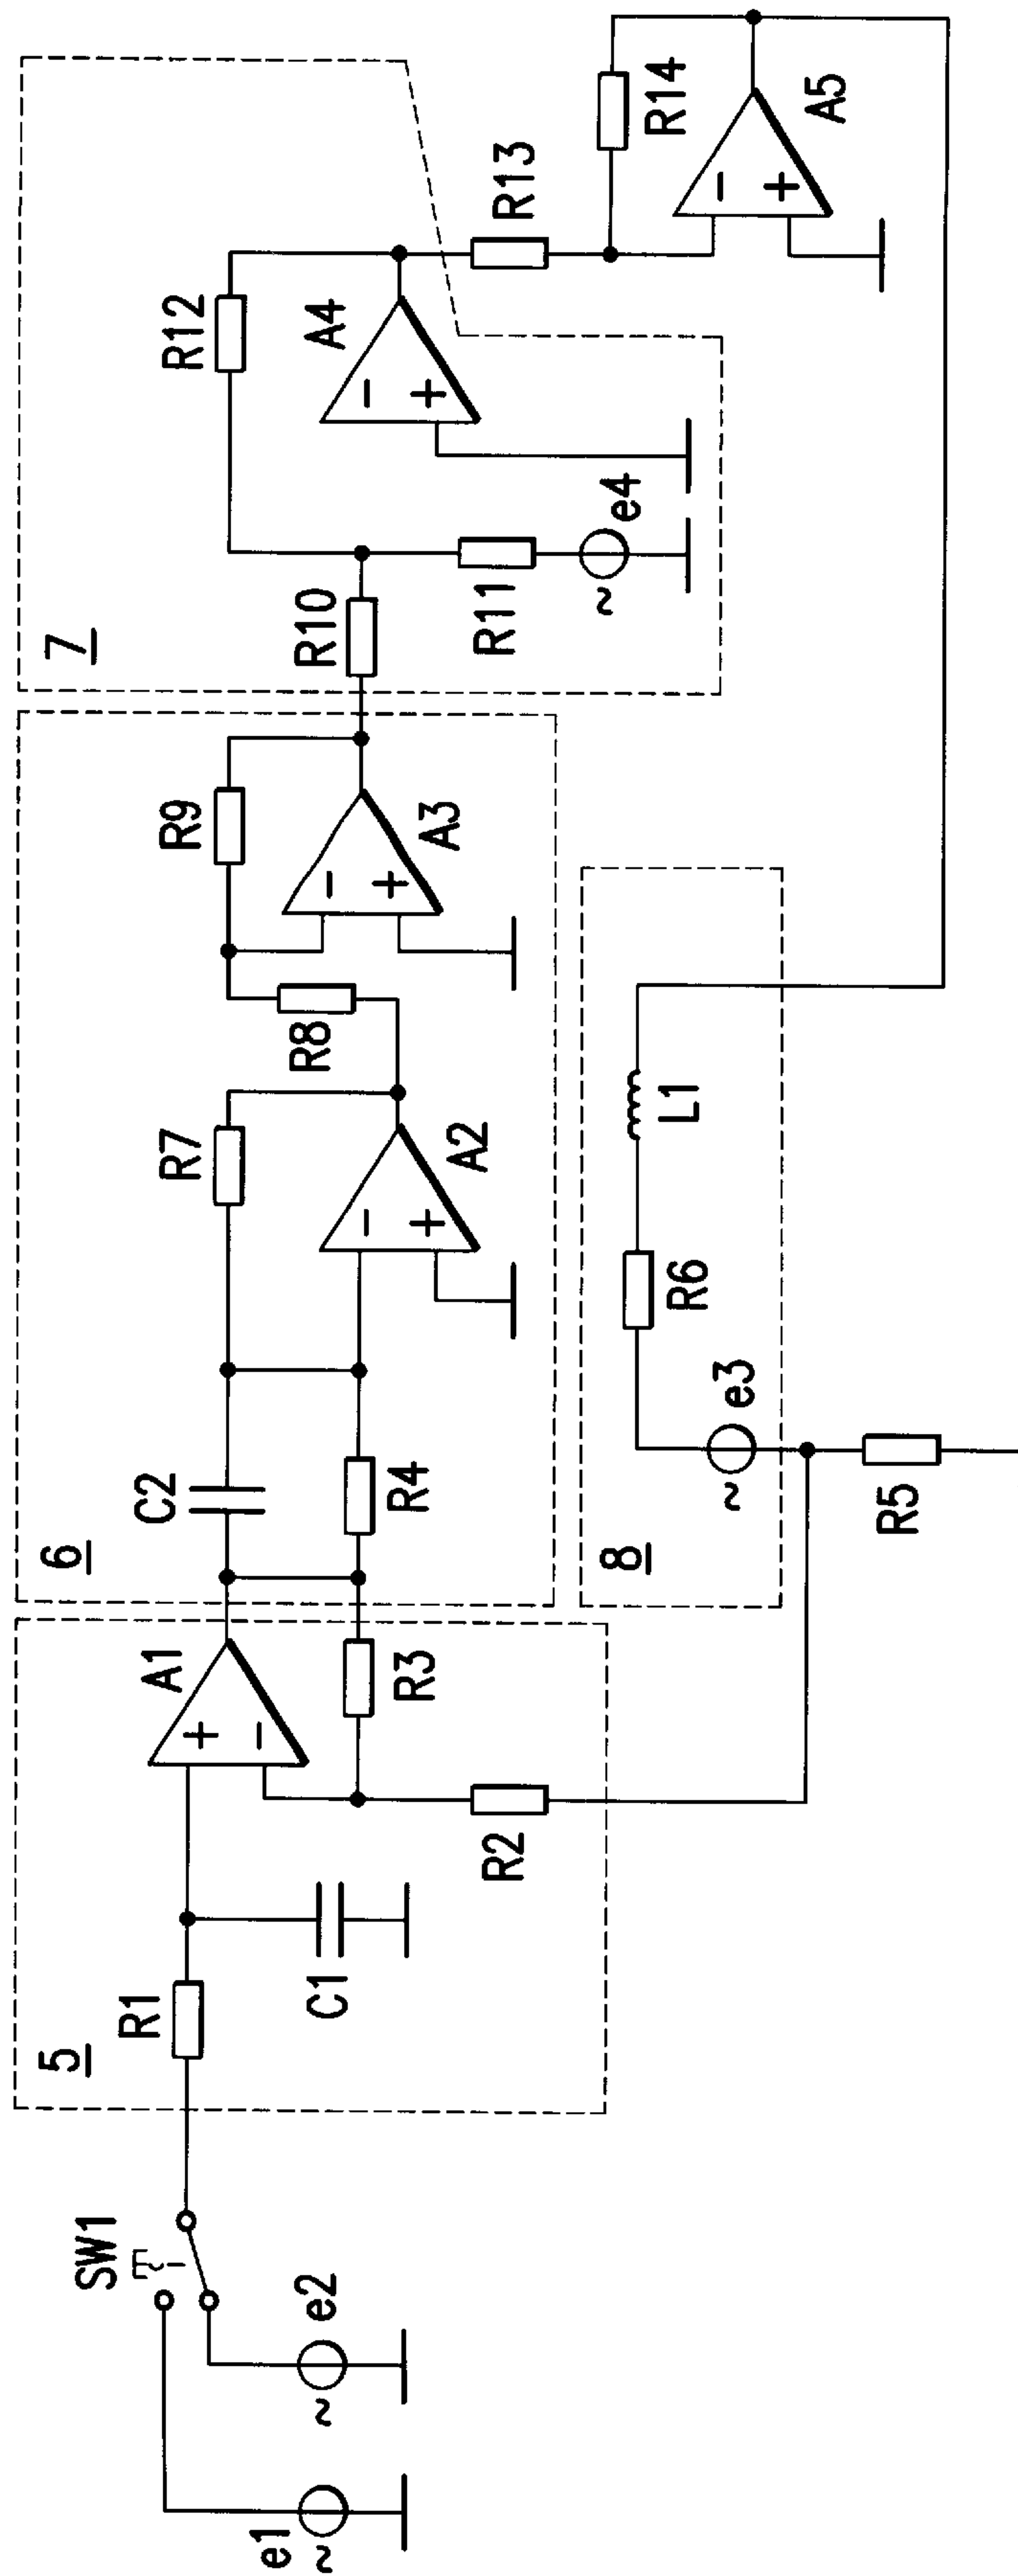 e1
e2
SW1
5
R1
C1
R2
A1
+
−
R3
6
C2
R4
R7
−
+
A2
R8
R9
−
+
A3
7
R10
R11
e4
R12
A4
−
+
R13
R14
−
+
A5
8
e3
R6
L1
R5